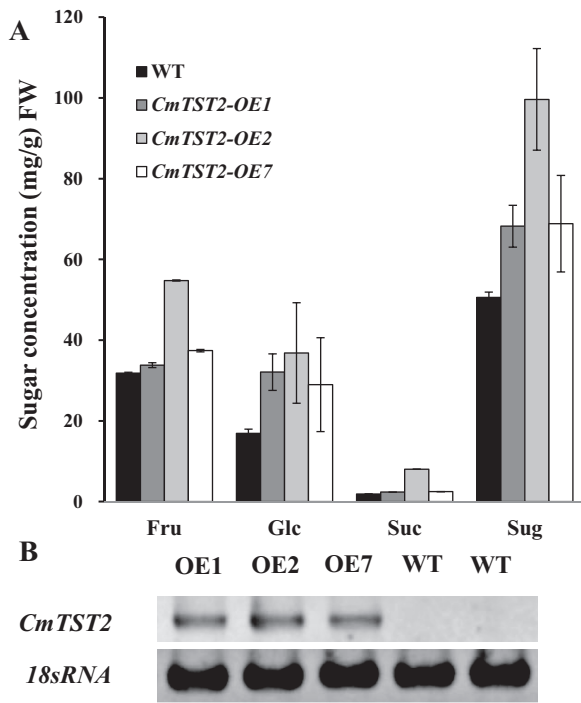 A
120
100
80
60
40
20
0
Sugar concentration (mg/g) FW
WT
CmTST2-OE1
CmTST2-OE2
CmTST2-OE7
Fru Glc Suc Sug
B
OE1 OE2 OE7 WT WT
CmTST2
18sRNA